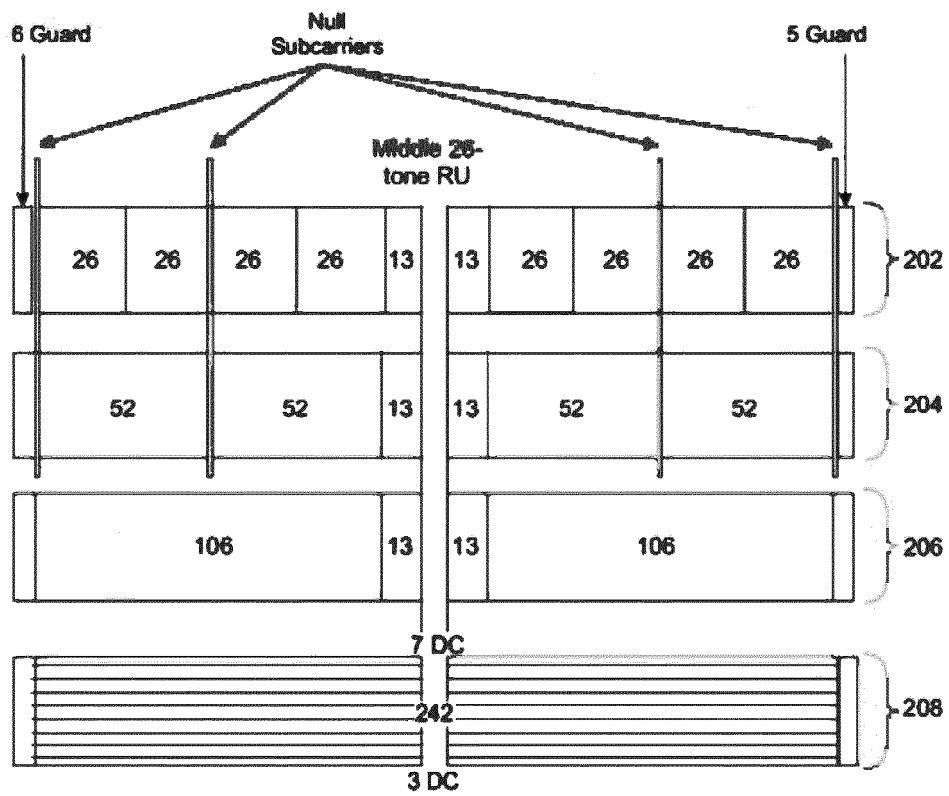 6 Guard
Null
Subcarriers
5 Guard
Middle 26-
tone RU
26 26 26 26 13 13 26 26 26 26 202
52 52 13 13 52 52 204
106 13 13 106 206
7 DC
242 208
3 DC